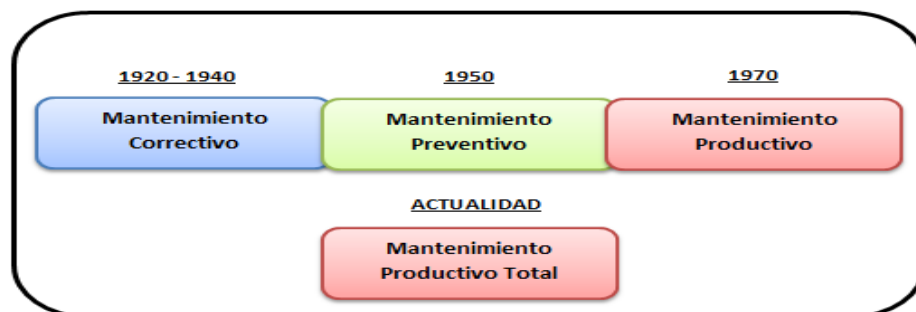 1920 - 1940
Mantenimiento
Correctivo
1950
Mantenimiento
Preventivo
1970
Mantenimiento
Productivo
ACTUALIDAD
Mantenimiento
Productivo Total